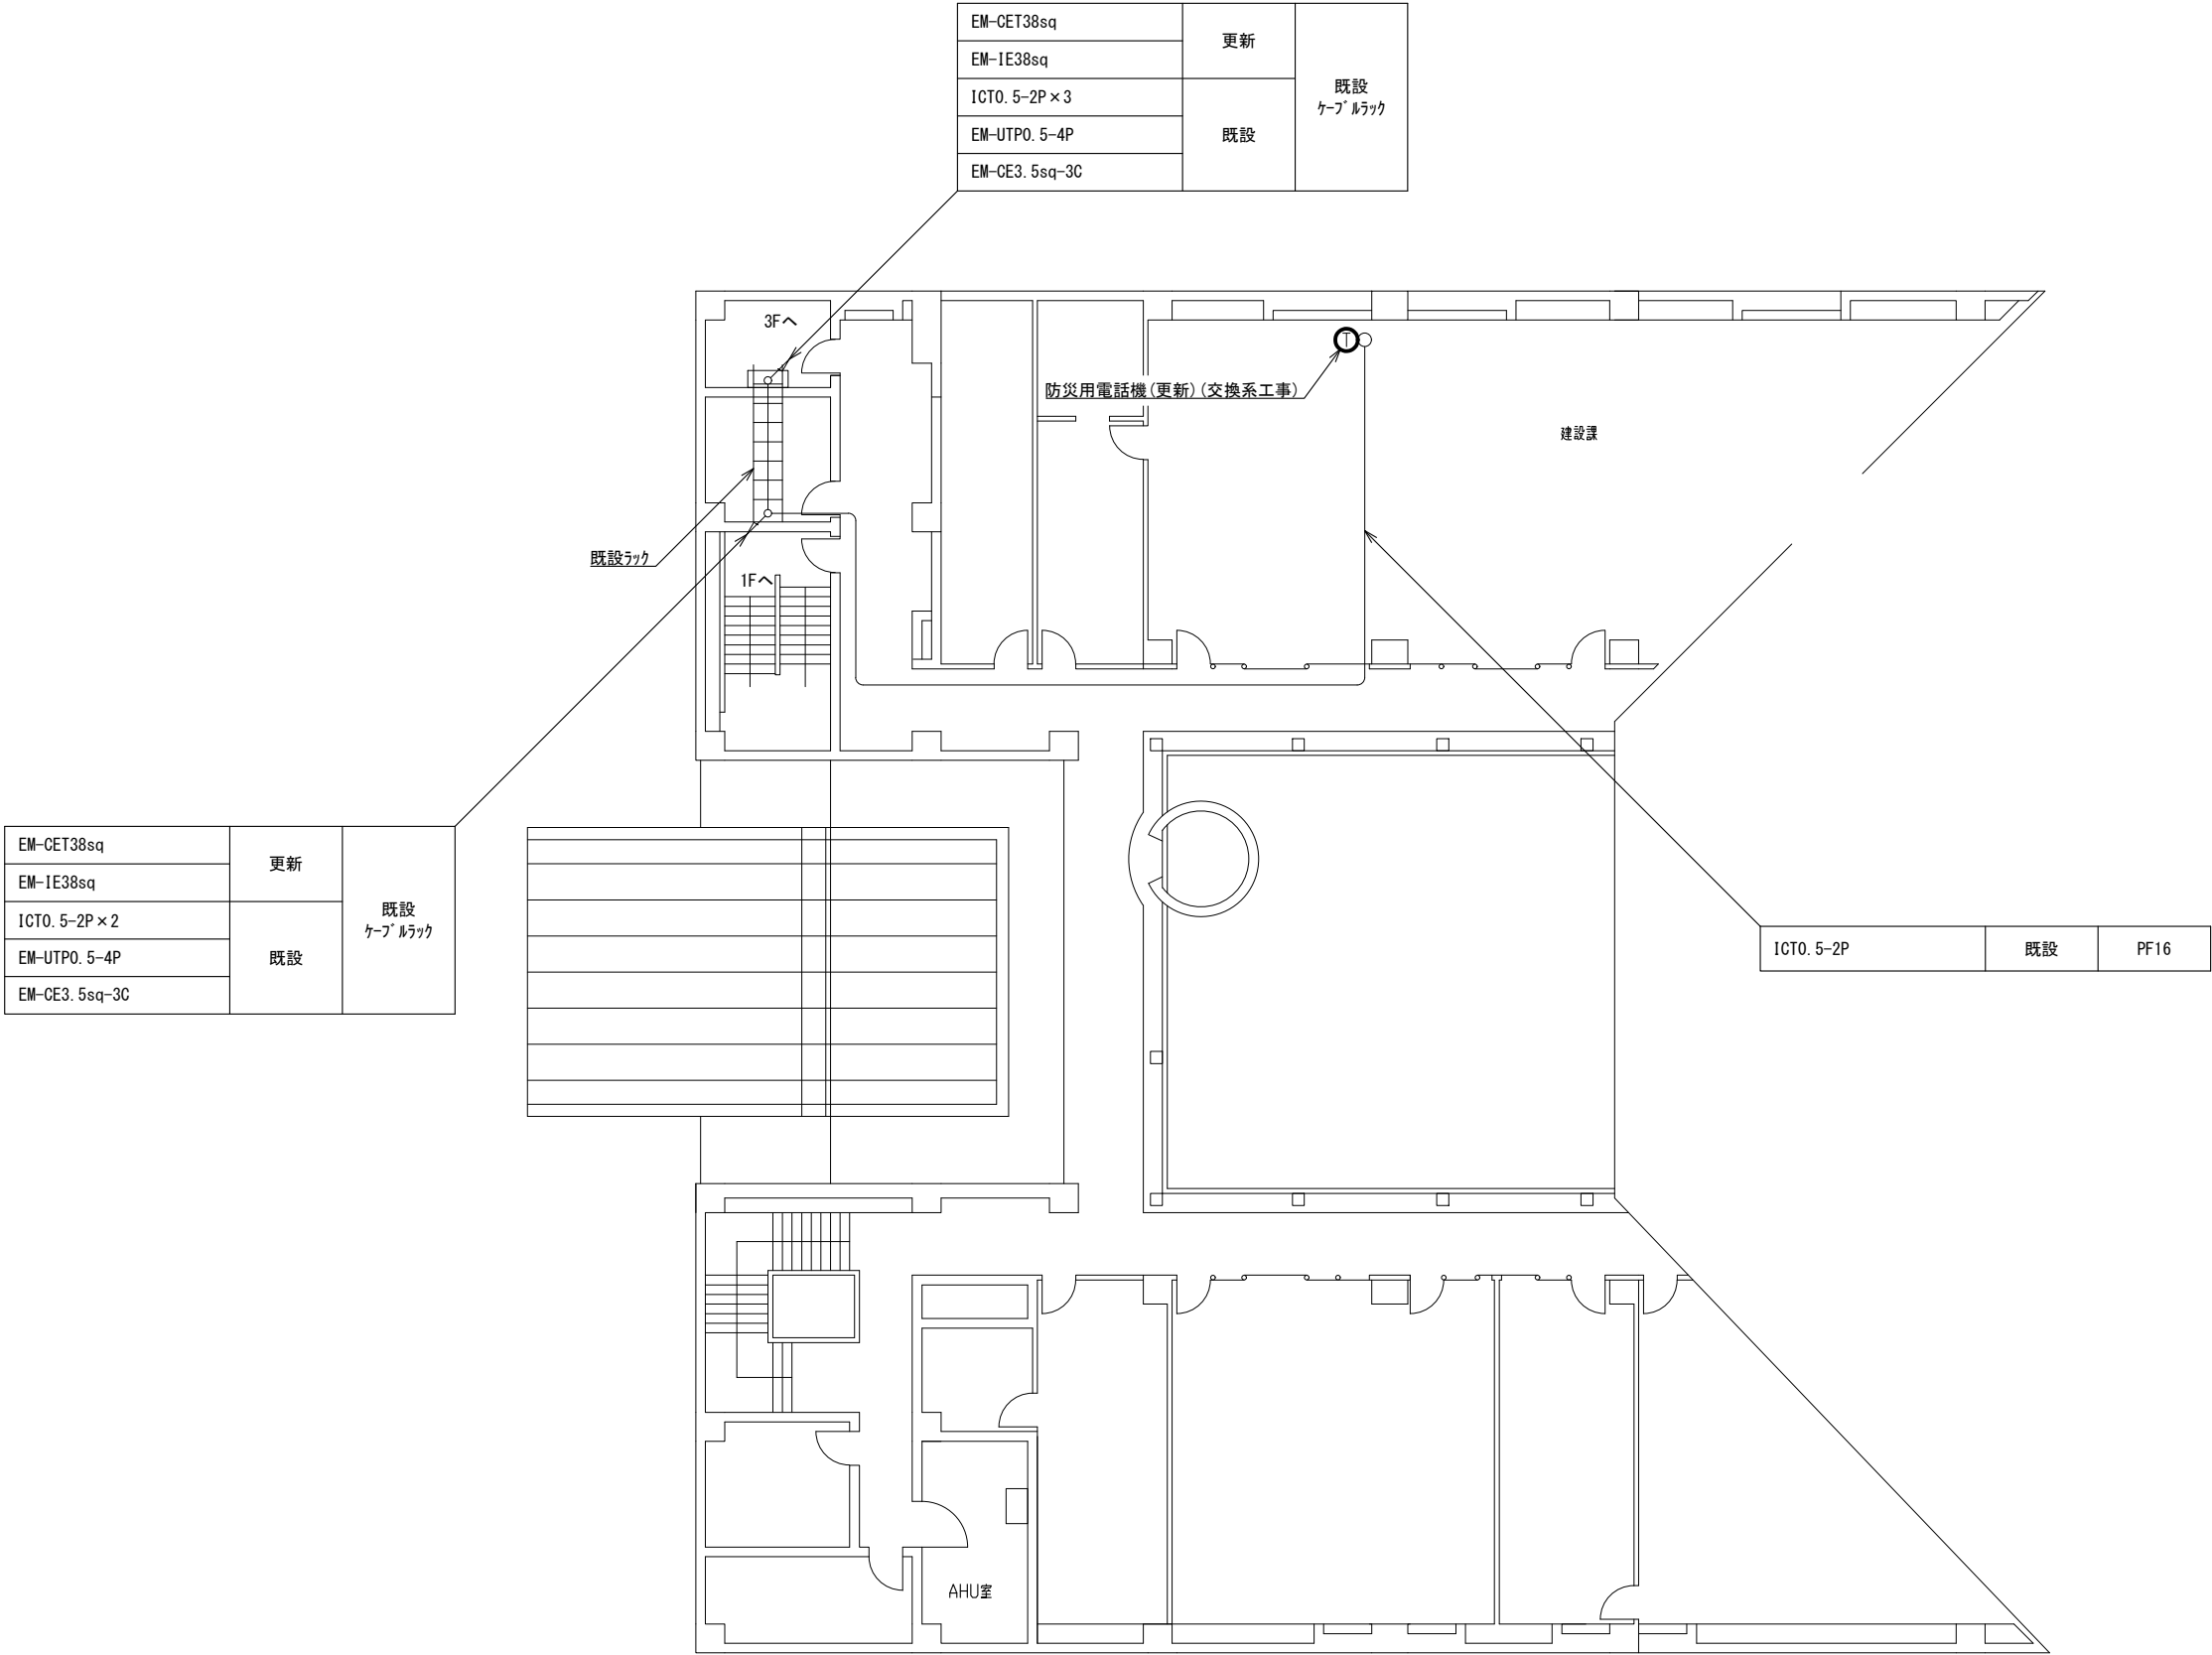 EM-CET38sq
更新
EM-IE38sq
ICT0.5-2P×3
既設
EM-UTP0.5-4P
EM-CE3.5sq-3C
既設
ケーブルラック
3Fへ
防災用電話機(更新)(交換系工事)
建設課
既設ラック
1Fへ
EM-CET38sq
更新
EM-IE38sq
ICT0.5-2P×2
既設
EM-UTP0.5-4P
EM-CE3.5sq-3C
既設
ケーブルラック
T
ICT0.5-2P 既設 PF16
AHU室